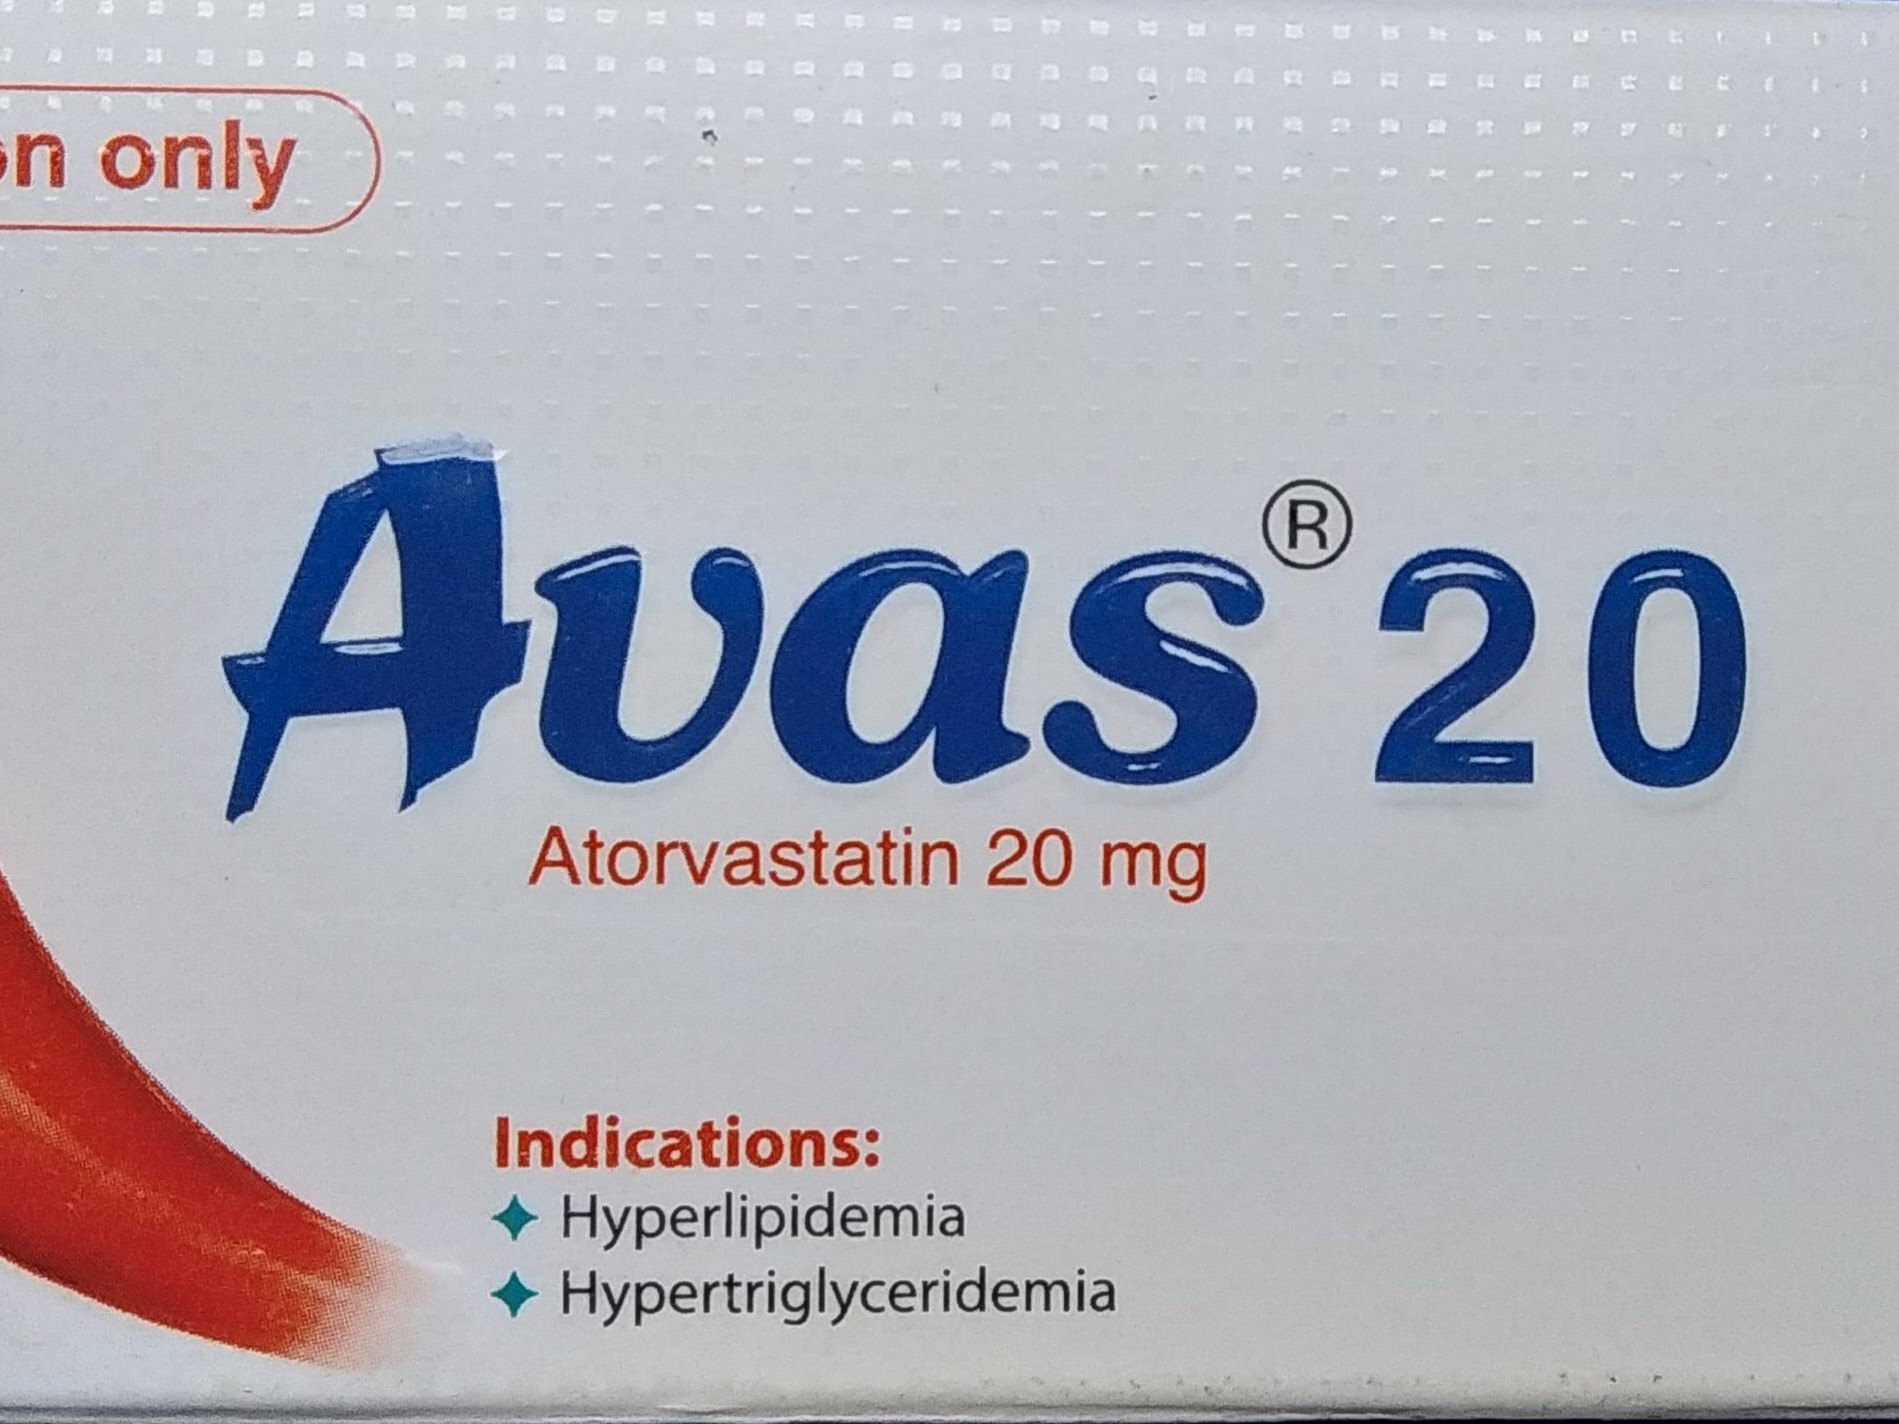 on only
Avas® 20
Atorvastatin 20 mg
Indications:
✦ Hyperlipidemia
✦ Hypertriglyceridemia